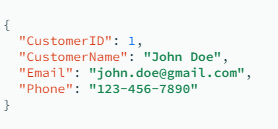 {
"CustomerID": 1,
"CustomerName": "John Doe",
"Email": "john.doe@gmail.com",
"Phone": "123-456-7890"
}